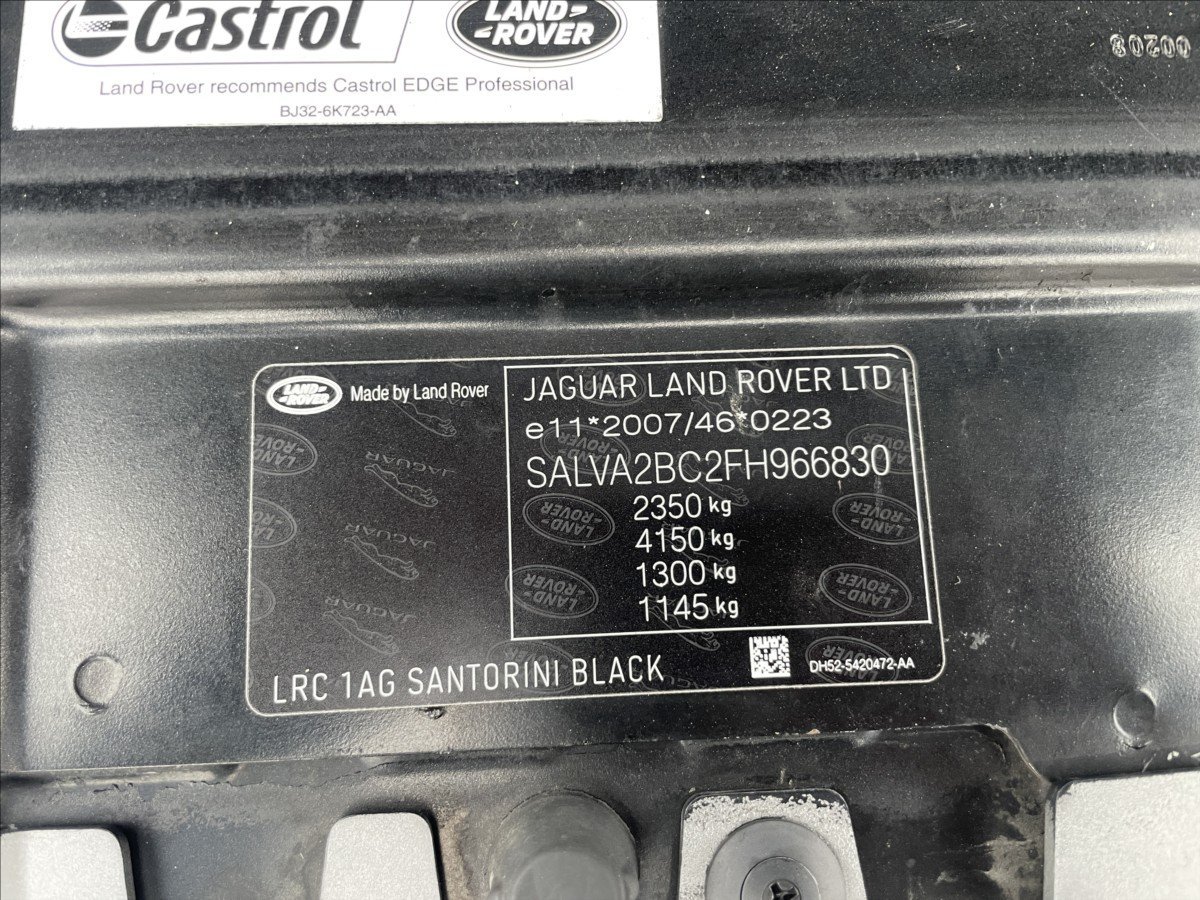 Castrol
LAND-
-ROVER
Land Rover recommends Castrol EDGE Professional
BJ32-6K723-AA
00208
LAND-
-ROVER
Made by Land Rover
JAGUAR LAND ROVER LTD
e11*2007/46*0223
SALVA2BC2FH966830
2350 kg
4150 kg
1300 kg
1145 kg
LRC 1AG SANTORINI BLACK
DH52-5420472-AA